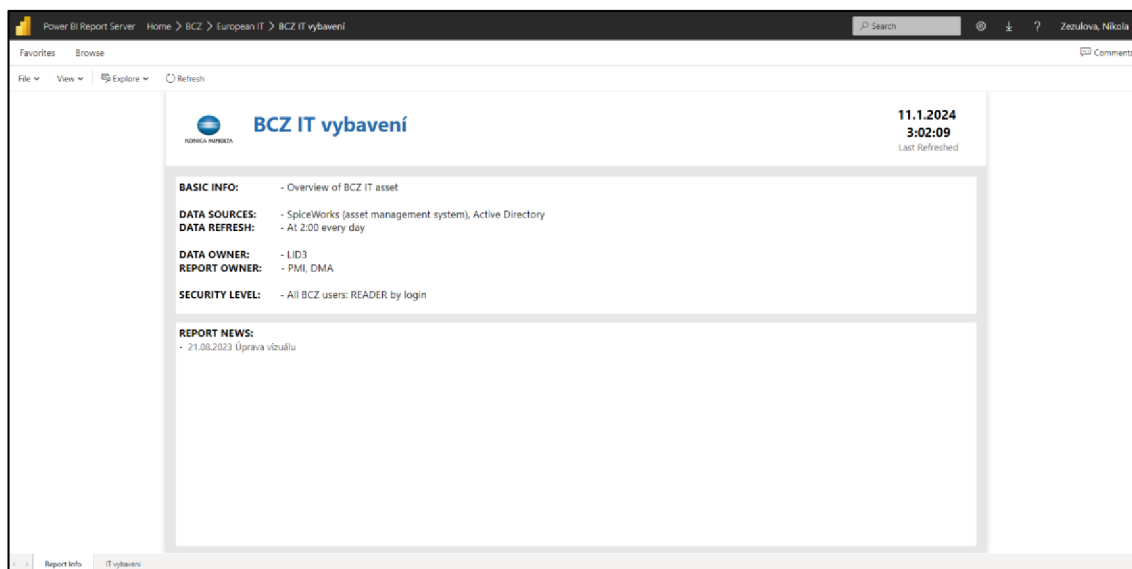 Power BI Report Server Home > BCZ > European IT > BCZ IT vybavení Search ? Zezulova, Nikola
Favorites Browse Comments
File View Explore Refresh
KONICA MINOLTA
BCZ IT vybavení
11.1.2024
3:02:09
Last Refreshed
BASIC INFO: - Overview of BCZ IT asset
DATA SOURCES: - SpiceWorks (asset management system), Active Directory
DATA REFRESH: - At 2:00 every day
DATA OWNER: - LID3
REPORT OWNER: - PMI, DMA
SECURITY LEVEL: - All BCZ users: READER by login
REPORT NEWS:
- 21.08.2023 Úprava vízuálu
Report Info IT vybavení